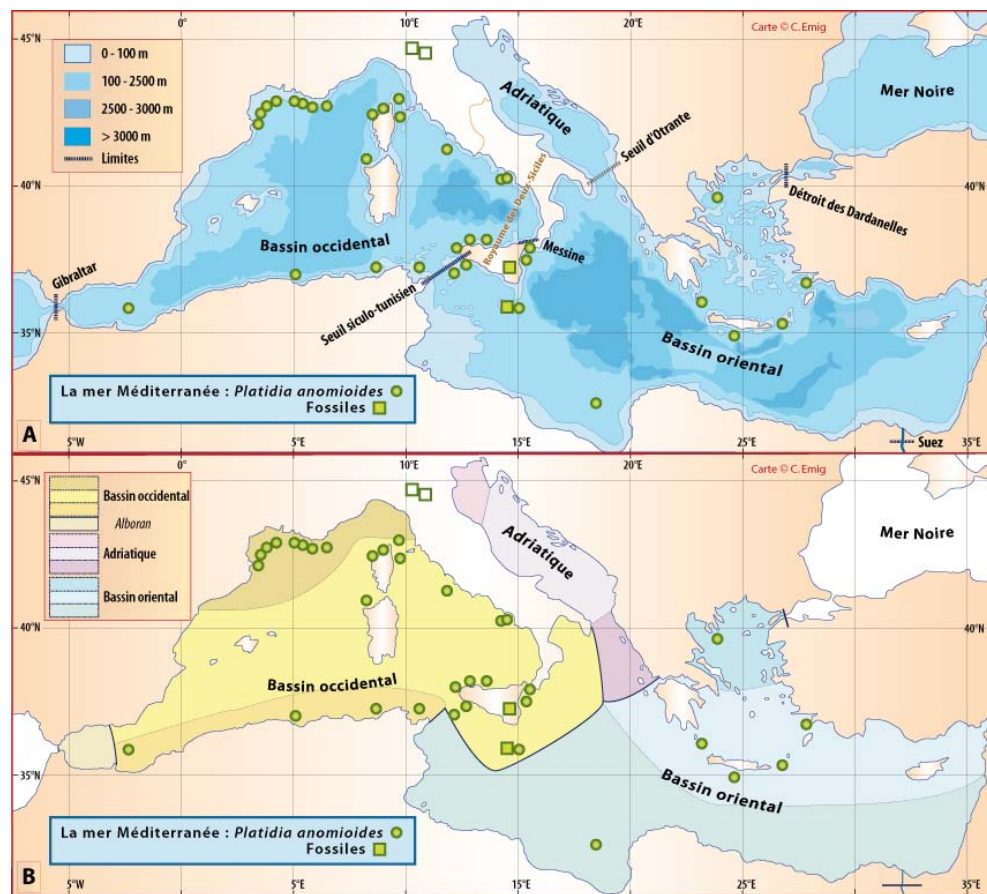 0° 10°E 20°E 30°E
45°N
Carte © C. Emig
0 - 100 m
100 - 2500 m
2500 - 3000 m
> 3000 m
Limites
Adriatique
Mer Noire
Seuil d'Otrante
40°N
40°N
Détroit des Dardanelles
Royaume des Deux-Siciles
Bassin occidental
Messine
Gibraltar
Seuil siculo-tunisien
35°N
Bassin oriental
La mer Méditerranée : Platidia anomioides
Fossiles
A
Suez
5°W 5°E 15°E 25°E 35°E
0° 10°E 20°E 30°E
45°N
Carte © C. Emig
Bassin occidental
Alboran
Adriatique
Bassin oriental
Adriatique
Mer Noire
40°N
40°N
Bassin occidental
35°N
Bassin oriental
La mer Méditerranée : Platidia anomioides
Fossiles
B
5°W 5°E 15°E 25°E 35°E